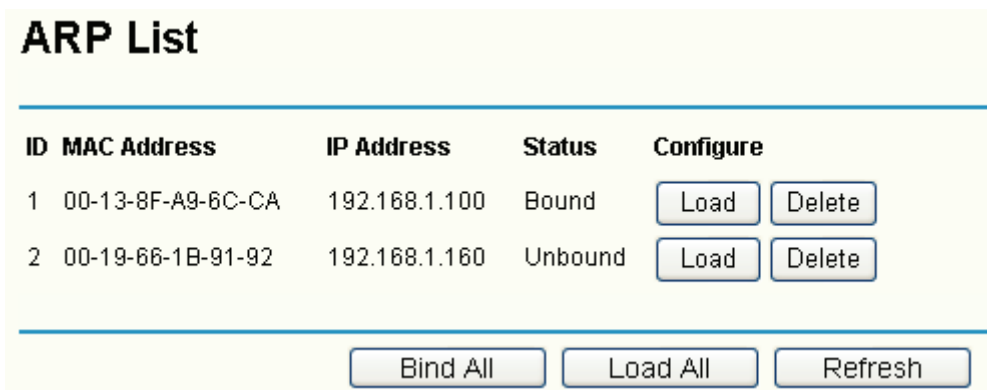 ARP List
ID MAC Address IP Address Status Configure
1 00-13-8F-A9-6C-CA 192.168.1.100 Bound Load Delete
2 00-19-66-1B-91-92 192.168.1.160 Unbound Load Delete
Bind All Load All Refresh